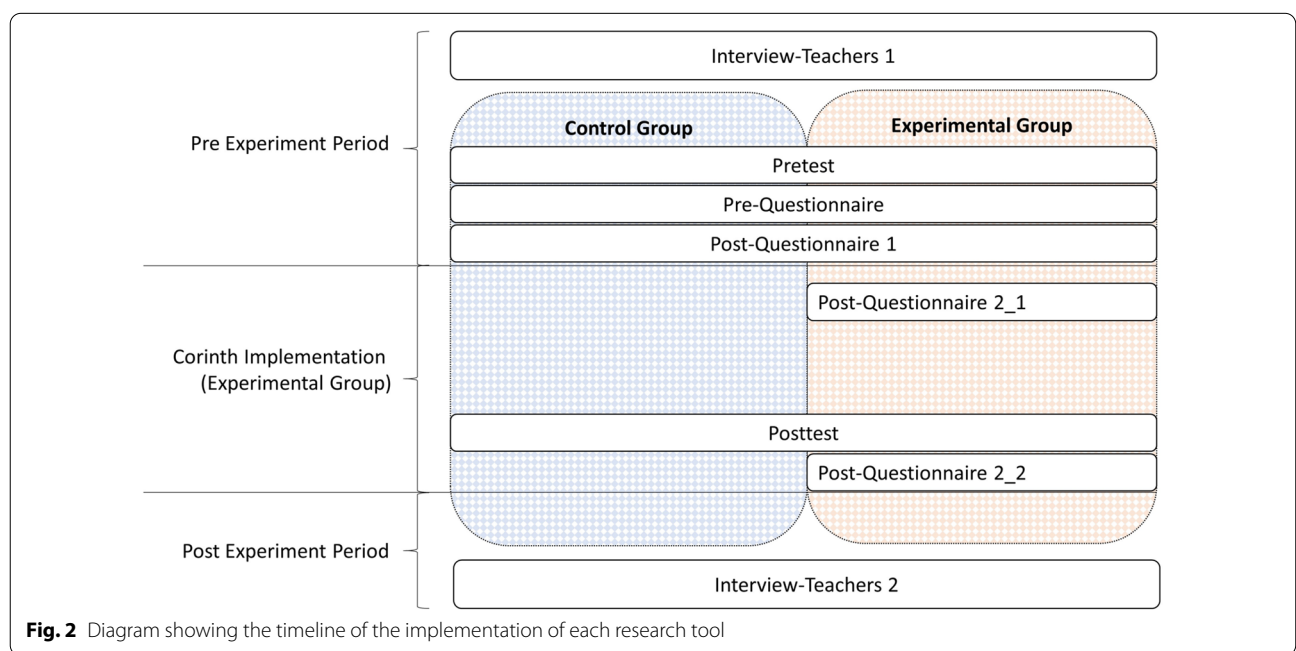 Interview-Teachers 1
Pre Experiment Period
Control Group
Experimental Group
Pretest
Pre-Questionnaire
Post-Questionnaire 1
Corinth Implementation
(Experimental Group)
Post-Questionnaire 2_1
Posttest
Post-Questionnaire 2_2
Post Experiment Period
Interview-Teachers 2
Fig. 2 Diagram showing the timeline of the implementation of each research tool